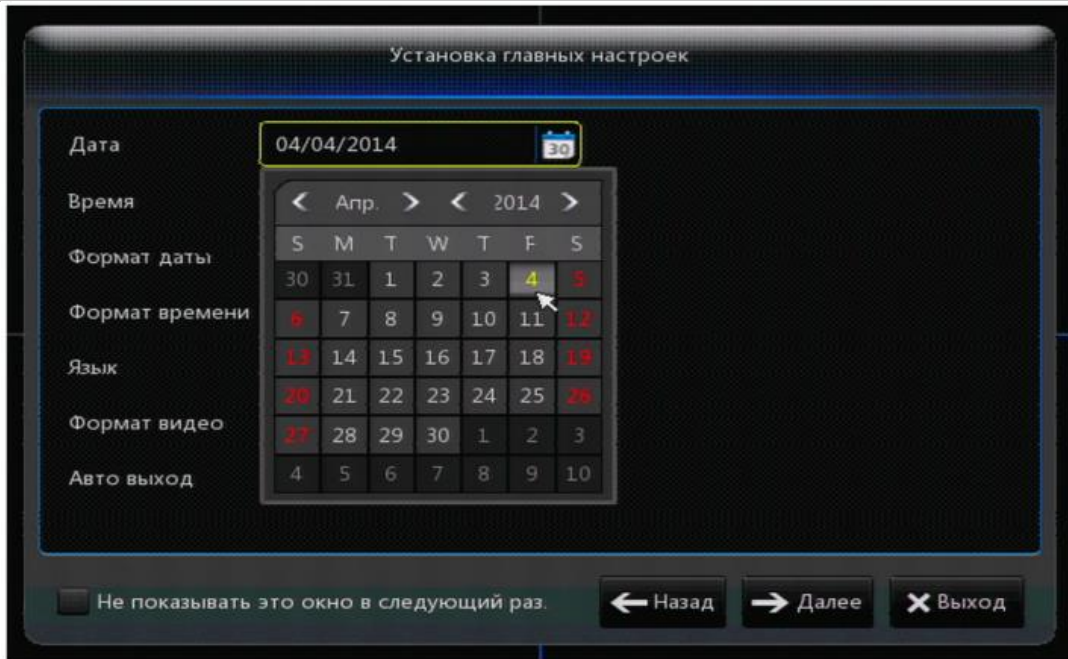 Установка главных настроек
Дата 04/04/2014 30
Время
Апр. 2014
S M T W T F S
Формат даты
30 31 1 2 3 4 5
Формат времени
6 7 8 9 10 11 12
13 14 15 16 17 18 19
Язык
20 21 22 23 24 25 26
Формат видео
27 28 29 30 1 2 3
Авто выход
4 5 6 7 8 9 10
Не показывать это окно в следующий раз.
Назад Далее Выход